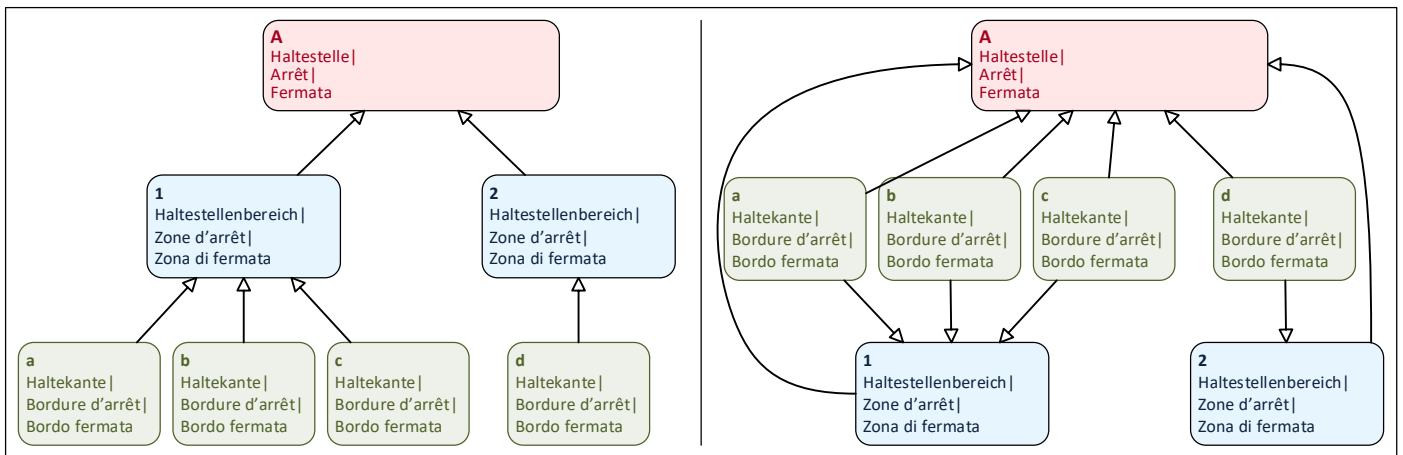 A
Haltestelle|
Arrêt|
Fermata
1
Haltestellenbereich|
Zone d’arrêt|
Zona di fermata
2
Haltestellenbereich|
Zone d’arrêt|
Zona di fermata
a
Haltekante|
Bordure d’arrêt|
Bordo fermata
b
Haltekante|
Bordure d’arrêt|
Bordo fermata
c
Haltekante|
Bordure d’arrêt|
Bordo fermata
d
Haltekante|
Bordure d’arrêt|
Bordo fermata
A
Haltestelle|
Arrêt|
Fermata
a
Haltekante|
Bordure d’arrêt|
Bordo fermata
b
Haltekante|
Bordure d’arrêt|
Bordo fermata
c
Haltekante|
Bordure d’arrêt|
Bordo fermata
d
Haltekante|
Bordure d’arrêt|
Bordo fermata
1
Haltestellenbereich|
Zone d’arrêt|
Zona di fermata
2
Haltestellenbereich|
Zone d’arrêt|
Zona di fermata